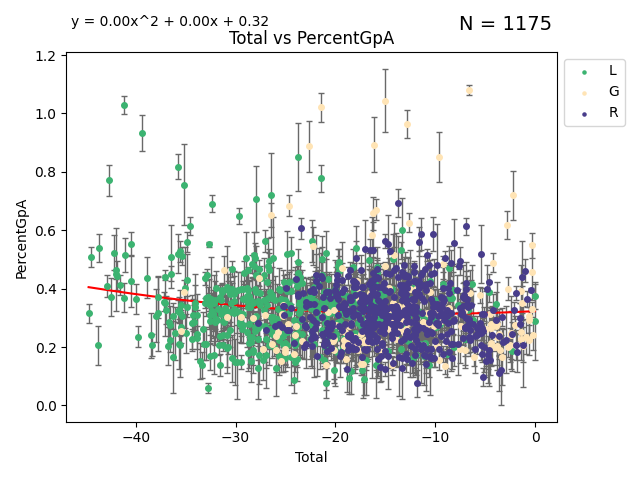 y = 0.00x^2 + 0.00x + 0.32
N = 1175
Total vs PercentGpA
1.2
1.0
0.8
0.6
0.4
0.2
0.0
PercentGpA
−40
−30
−20
−10
0
Total
L
G
R